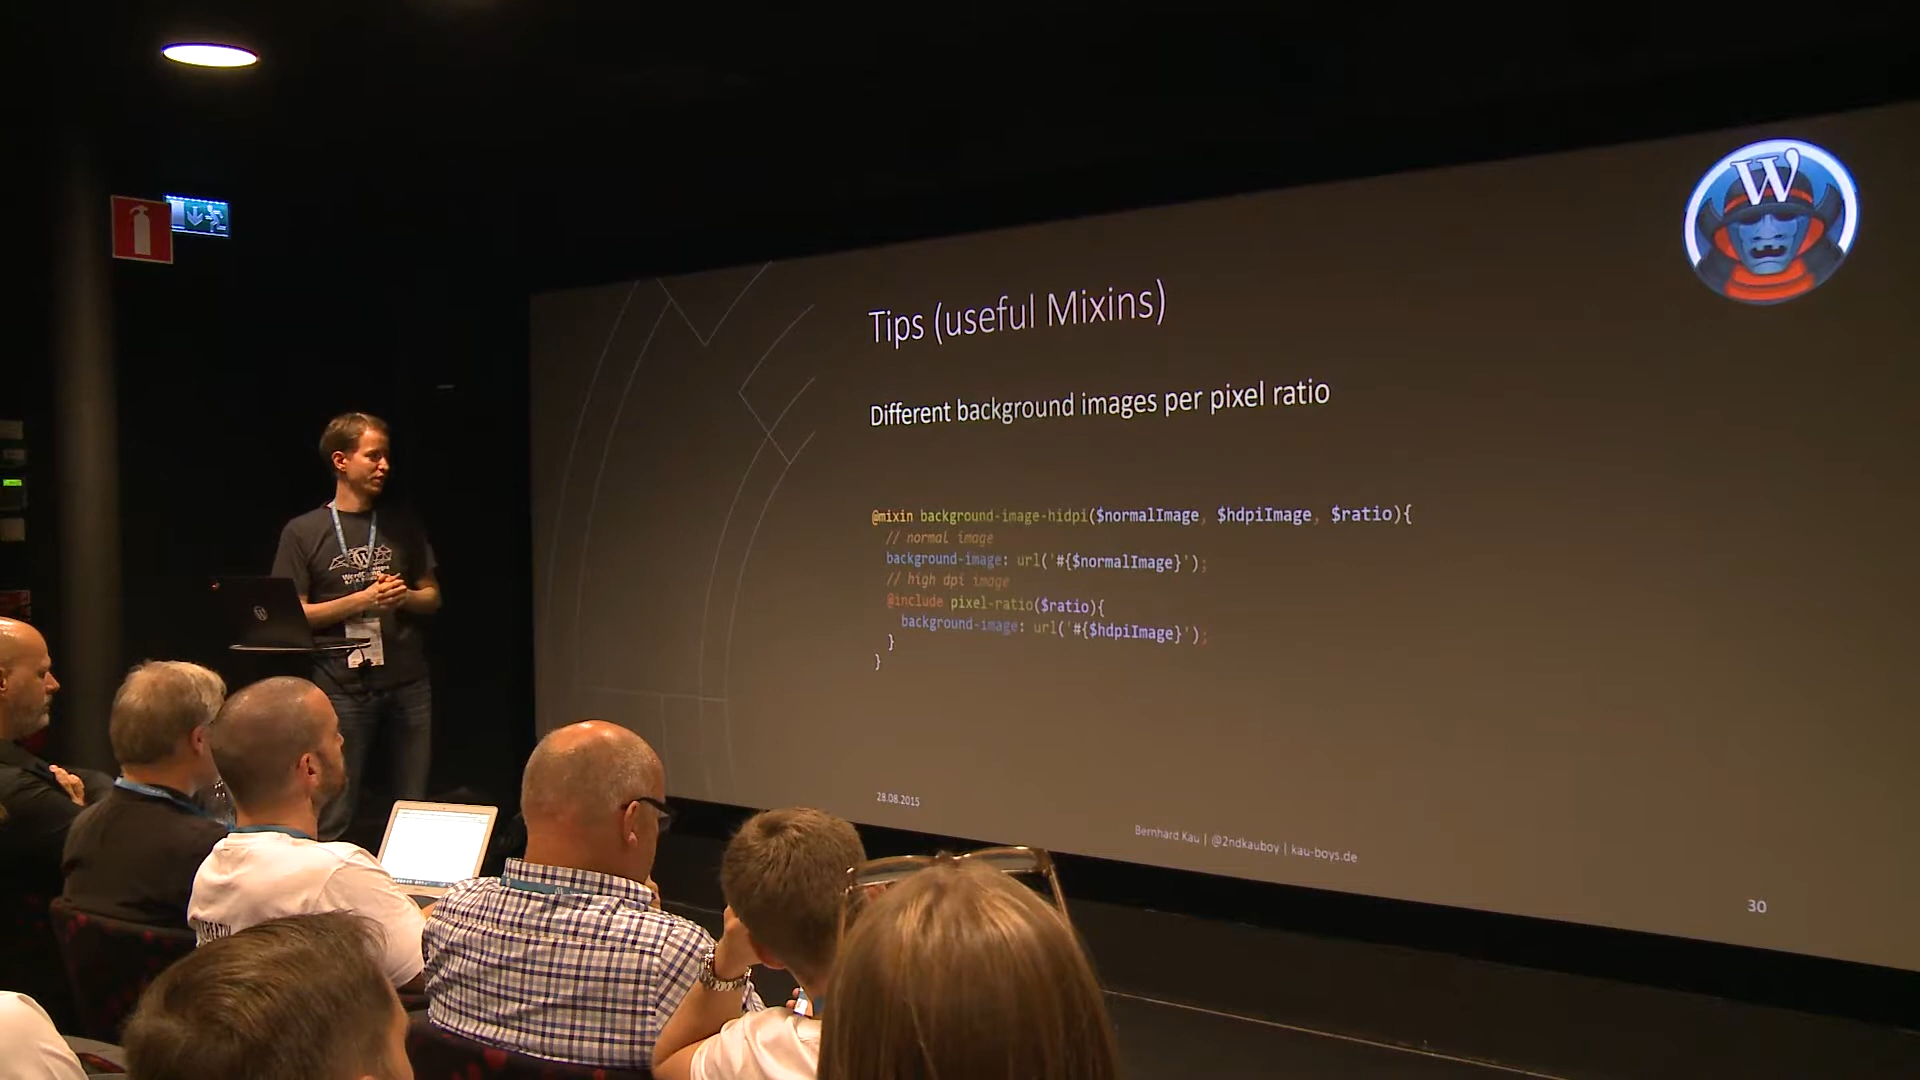 W
Tips (useful Mixins)
Different background images per pixel ratio
@mixin background-image-hidpi($normalImage, $hdpiImage, $ratio){
// normal image
background-image: url('#{$normalImage}');
// high dpi image
@include pixel-ratio($ratio){
background-image: url('#{$hdpiImage}');
}
}
28.08.2015
Bernhard Kau | @2ndkauboy | kau-boys.de
30
WordCamp